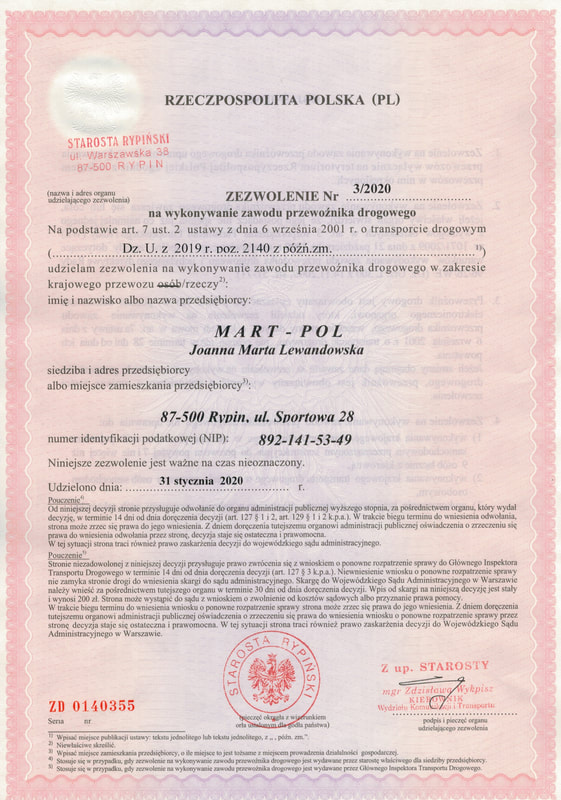 RZECZPOSPOLITA POLSKA (PL)
STAROSTA RYPIŃSKI
ul. Warszawska 38
87-500 RYPIN
(nazwa i adres organu
udzielającego zezwolenia)
ZEZWOLENIE Nr 3/2020
na wykonywanie zawodu przewoźnika drogowego
Na podstawie art. 7 ust. 2 ustawy z dnia 6 września 2001 r. o transporcie drogowym
(Dz. U. z 2019 r. poz. 2140 z późń.zm. 1))
udzielam zezwolenia na wykonywanie zawodu przewoźnika drogowego w zakresie
krajowego przewozu osób/rzeczy2):
imię i nazwisko albo nazwa przedsiębiorcy:
MART - POL
Joanna Marta Lewandowska
siedziba i adres przedsiębiorcy
albo miejsce zamieszkania przedsiębiorcy3):
87-500 Rypin, ul. Sportowa 28
numer identyfikacji podatkowej (NIP): 892-141-53-49
Niniejsze zezwolenie jest ważne na czas nieoznaczony.
Udzielono dnia: 31 stycznia 2020 r.
Pouczenie4)
Od niniejszej decyzji stronie przysługuje odwołanie do organu administracji publicznej wyższego stopnia, za pośrednictwem organu, który wydał
decyzję, w terminie 14 dni od dnia doręczenia decyzji (art. 127 § 1 i 2, art. 129 § 1 i 2 k.p.a.). W trakcie biegu terminu do wniesienia odwołania,
strona może zrzec się prawa do jego wniesienia. Z dniem doręczenia tutejszemu organowi administracji publicznej oświadczenia o zrzeczeniu się
prawa do wniesienia odwołania przez stronę, decyzja staje się ostateczna i prawomocna.
W tej sytuacji strona traci również prawo zaskarżenia decyzji do wojewódzkiego sądu administracyjnego.
Pouczenie5)
Stronie niezadowolonej z niniejszej decyzji przysługuje prawo zwrócenia się z wnioskiem o ponowne rozpatrzenie sprawy do Głównego Inspektora
Transportu Drogowego w terminie 14 dni od dnia doręczenia decyzji (art. 127 § 3 k.p.a.). Niewniesienie wniosku o ponowne rozpatrzenie sprawy
nie zamyka stronie drogi do wniesienia skargi do sądu administracyjnego. Skargę do Wojewódzkiego Sądu Administracyjnego w Warszawie
należy wnieść za pośrednictwem tutejszego organu w terminie 30 dni od dnia doręczenia decyzji. Wpis od skargi na niniejszą decyzję jest stały
i wynosi 200 zł. Strona może wystąpić do sądu z wnioskiem o zwolnienie od kosztów sądowych albo przyznanie prawa pomocy.
W trakcie biegu terminu do wniesienia wniosku o ponowne rozpatrzenie sprawy strona może zrzec się prawa do jego wniesienia. Z dniem doręczenia
tutejszemu organowi administracji publicznej oświadczenia o zrzeczeniu się prawa do wniesienia wniosku o ponowne rozpatrzenie sprawy przez
stronę decyzja staje się ostateczna i prawomocna. W tej sytuacji strona traci również prawo zaskarżenia decyzji do Wojewódzkiego Sądu
Administracyjnego w Warszawie.
STAROSTA RYPIŃSKI
Z up. STAROSTY
mgr Zdzisława Wykpisz
KIEROWNIK
Wydziału Komunikacji i Transportu
ZD 0140355
Seria nr
(pieczęć okrągła z wizerunkiem
orła ustalonym dla godła państwa)
podpis i pieczęć organu
udzielającego zezwolenia
1) Wpisać miejsce publikacji ustawy: tekstu jednolitego lub tekstu jednolitego, z „ , późn. zm.".
2) Niewłaściwe skreślić.
3) Wpisać miejsce zamieszkania przedsiębiorcy, o ile miejsce to jest tożsame z miejscem prowadzenia działalności gospodarczej.
4) Stosuje się w przypadku, gdy zezwolenie na wykonywanie zawodu przewoźnika drogowego jest wydawane przez starostę właściwego dla siedziby przedsiębiorcy.
5) Stosuje się w przypadku, gdy zezwolenie na wykonywanie zawodu przewoźnika drogowego jest wydawane przez Głównego Inspektora Transportu Drogowego.